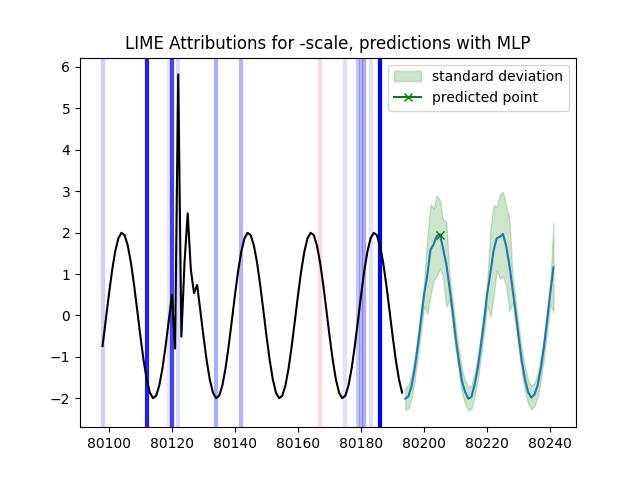 LIME Attributions for -scale, predictions with MLP
standard deviation
predicted point
6
5
4
3
2
1
0
−1
−2
80100 80120 80140 80160 80180 80200 80220 80240